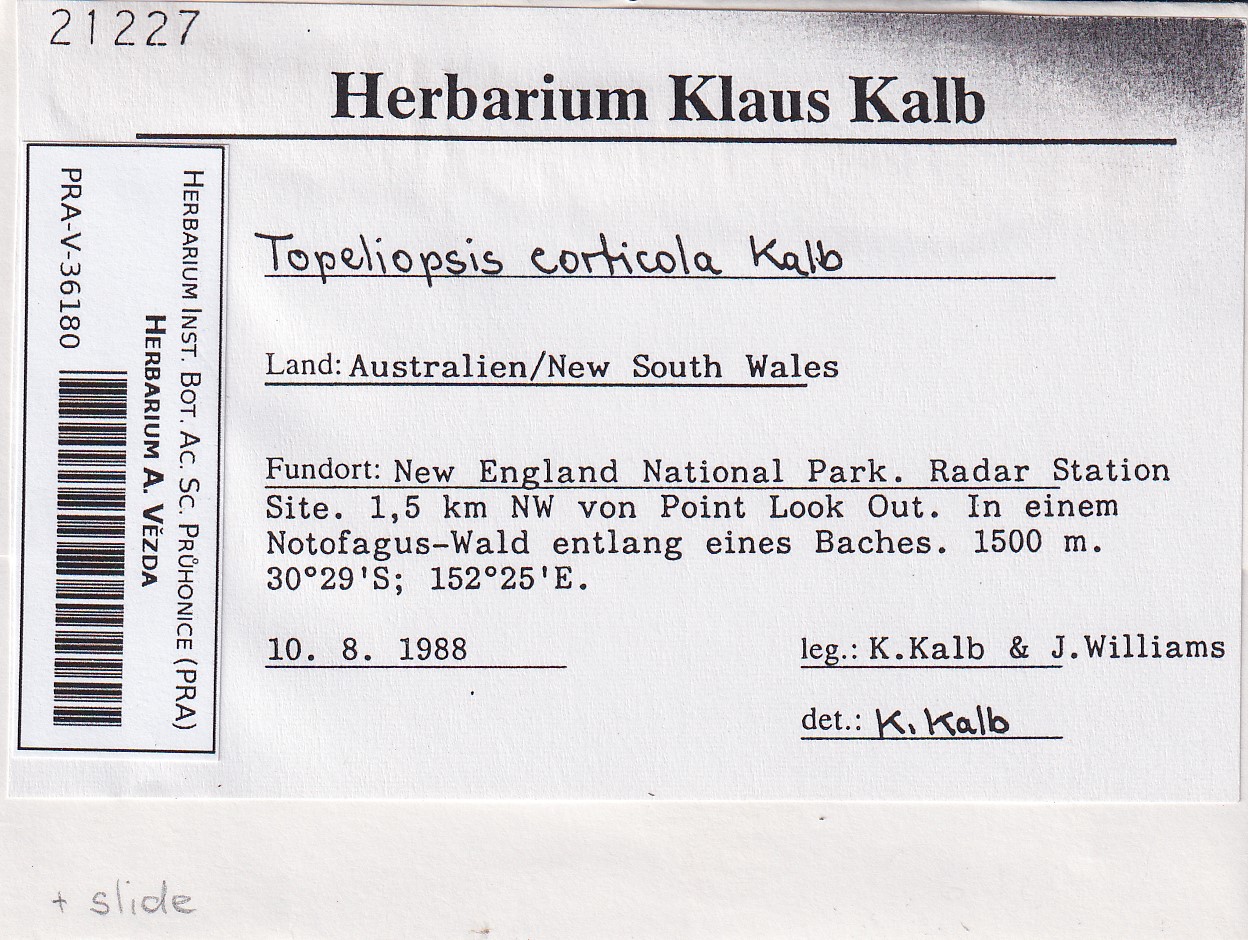 21227
Herbarium Klaus Kalb
HERBARIUM INST. BOT. AC. SC. PRŮHONICE (PRA)
HERBARIUM A. VĚZDA
PRA-V-36180
Topeliopsis corticola Kalb
Land: Australien/New South Wales
Fundort: New England National Park. Radar Station
Site. 1,5 km NW von Point Look Out. In einem
Notofagus-Wald entlang eines Baches. 1500 m.
30°29'S; 152°25'E.
10. 8. 1988
leg.: K.Kalb & J.Williams
det.: K. Kalb
+ slide